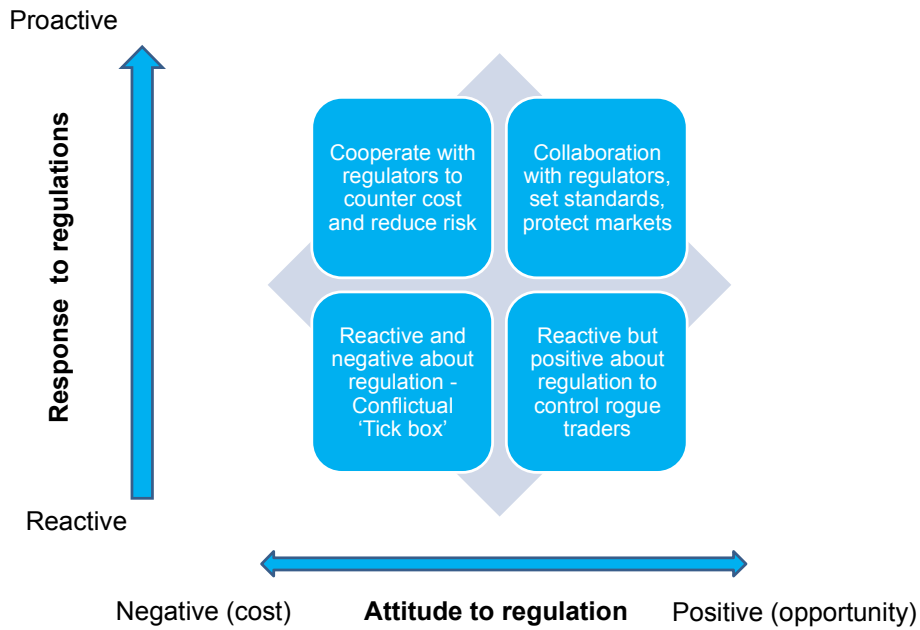 Proactive
Response to regulations
Cooperate with
regulators to
counter cost
and reduce risk
Collaboration
with regulators,
set standards,
protect markets
Reactive and
negative about
regulation -
Conflictual
‘Tick box’
Reactive but
positive about
regulation to
control rogue
traders
Reactive
Negative (cost)
Attitude to regulation
Positive (opportunity)